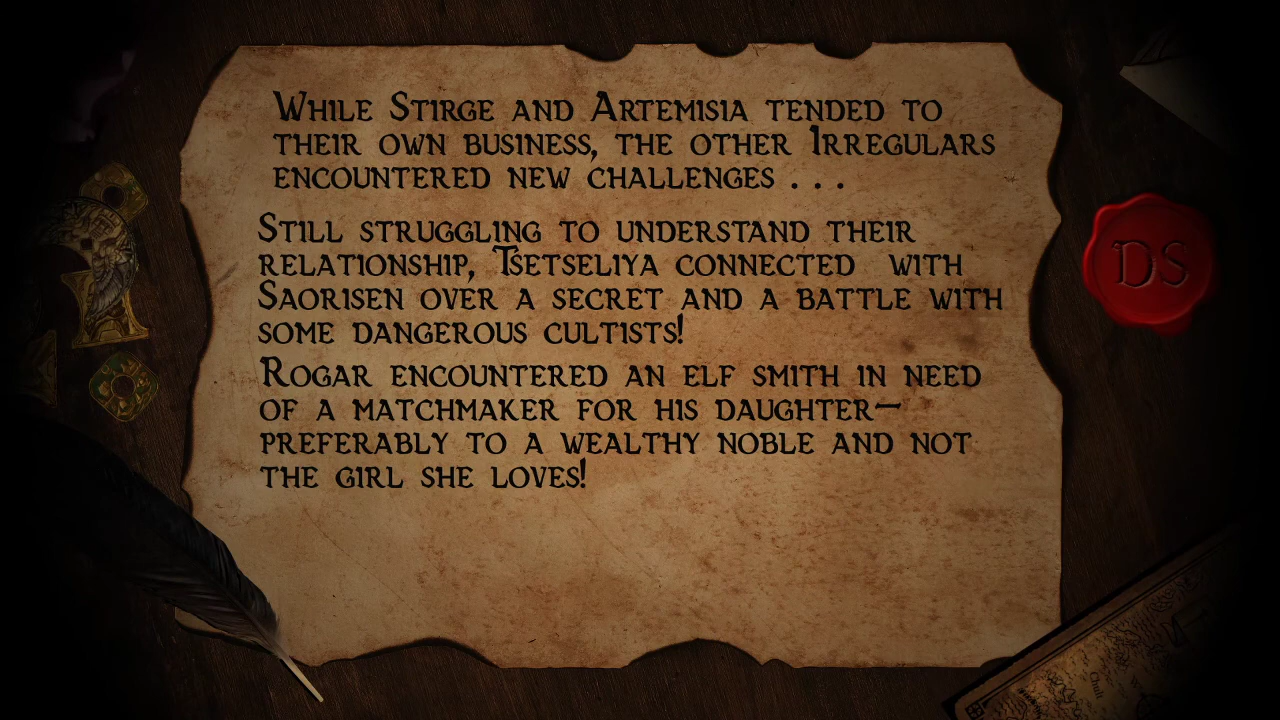 While Stirge and Artemisia tended to
their own business, the other Irregulars
encountered new challenges . . .
Still struggling to understand their
relationship, Tsetseliya connected with
Saorisen over a secret and a battle with
some dangerous cultists!
Rogar encountered an elf smith in need
of a matchmaker for his daughter—
preferably to a wealthy noble and not
the girl she loves!
DS
Chult